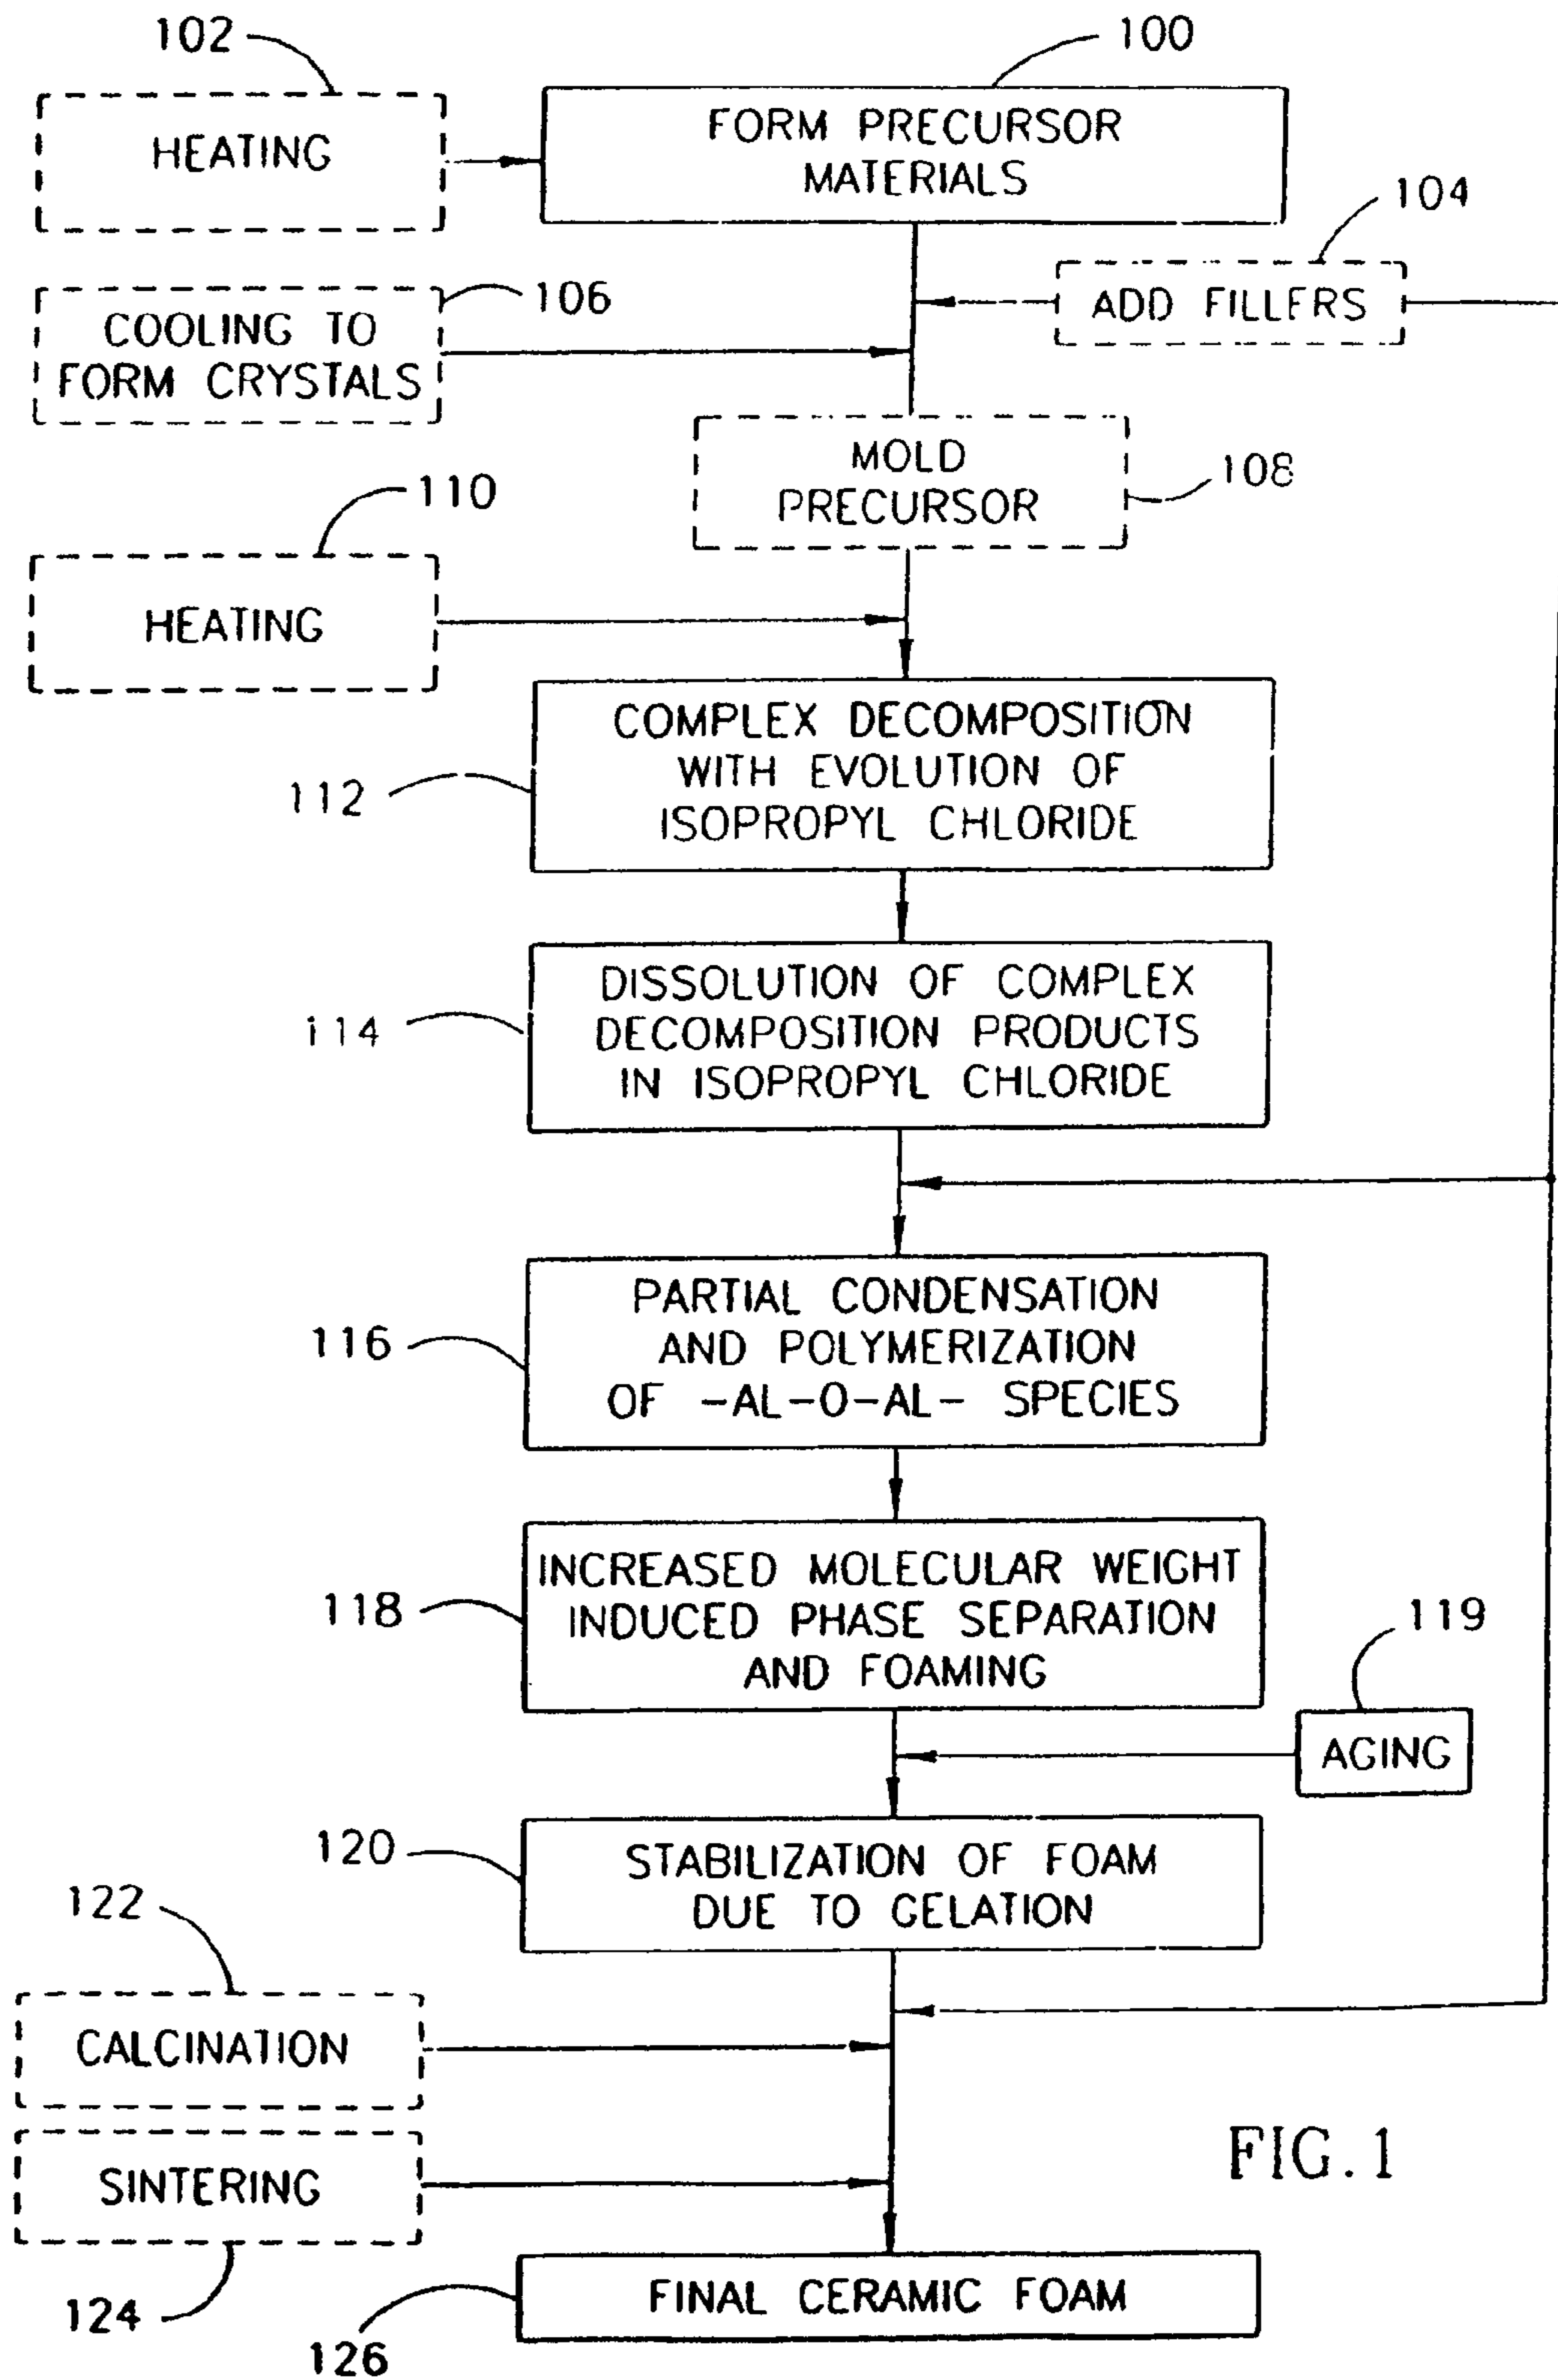 102
100
HEATING
FORM PRECURSOR
MATERIALS
104
106
ADD FILLERS
COOLING TO
FORM CRYSTALS
MOLD
PRECURSOR
108
110
HEATING
COMPLEX DECOMPOSITION
WITH EVOLUTION OF
ISOPROPYL CHLORIDE
112
DISSOLUTION OF COMPLEX
DECOMPOSITION PRODUCTS
IN ISOPROPYL CHLORIDE
114
PARTIAL CONDENSATION
AND POLYMERIZATION
OF -AL-O-AL- SPECIES
116
INCREASED MOLECULAR WEIGHT
INDUCED PHASE SEPARATION
AND FOAMING
118
119
AGING
120
STABILIZATION OF FOAM
DUE TO GELATION
122
CALCINATION
SINTERING
124
FIG. 1
FINAL CERAMIC FOAM
126